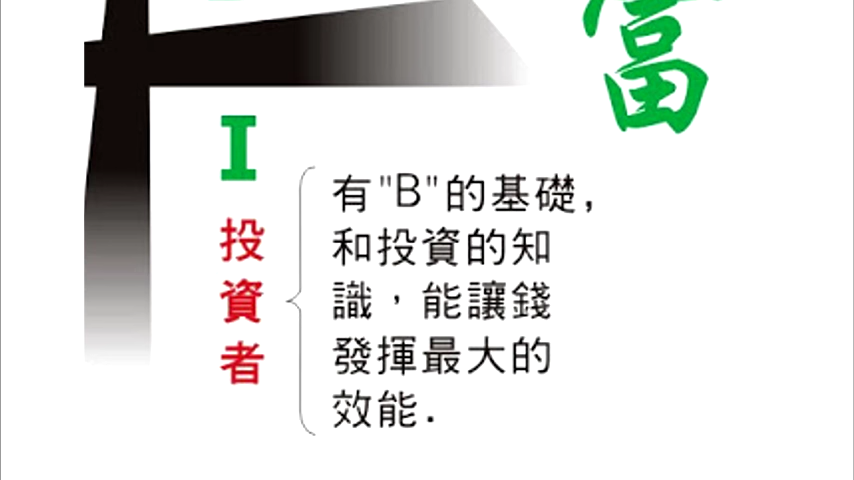 富
I
投資者
有"B"的基礎,
和投資的知
識，能讓錢
發揮最大的
效能.